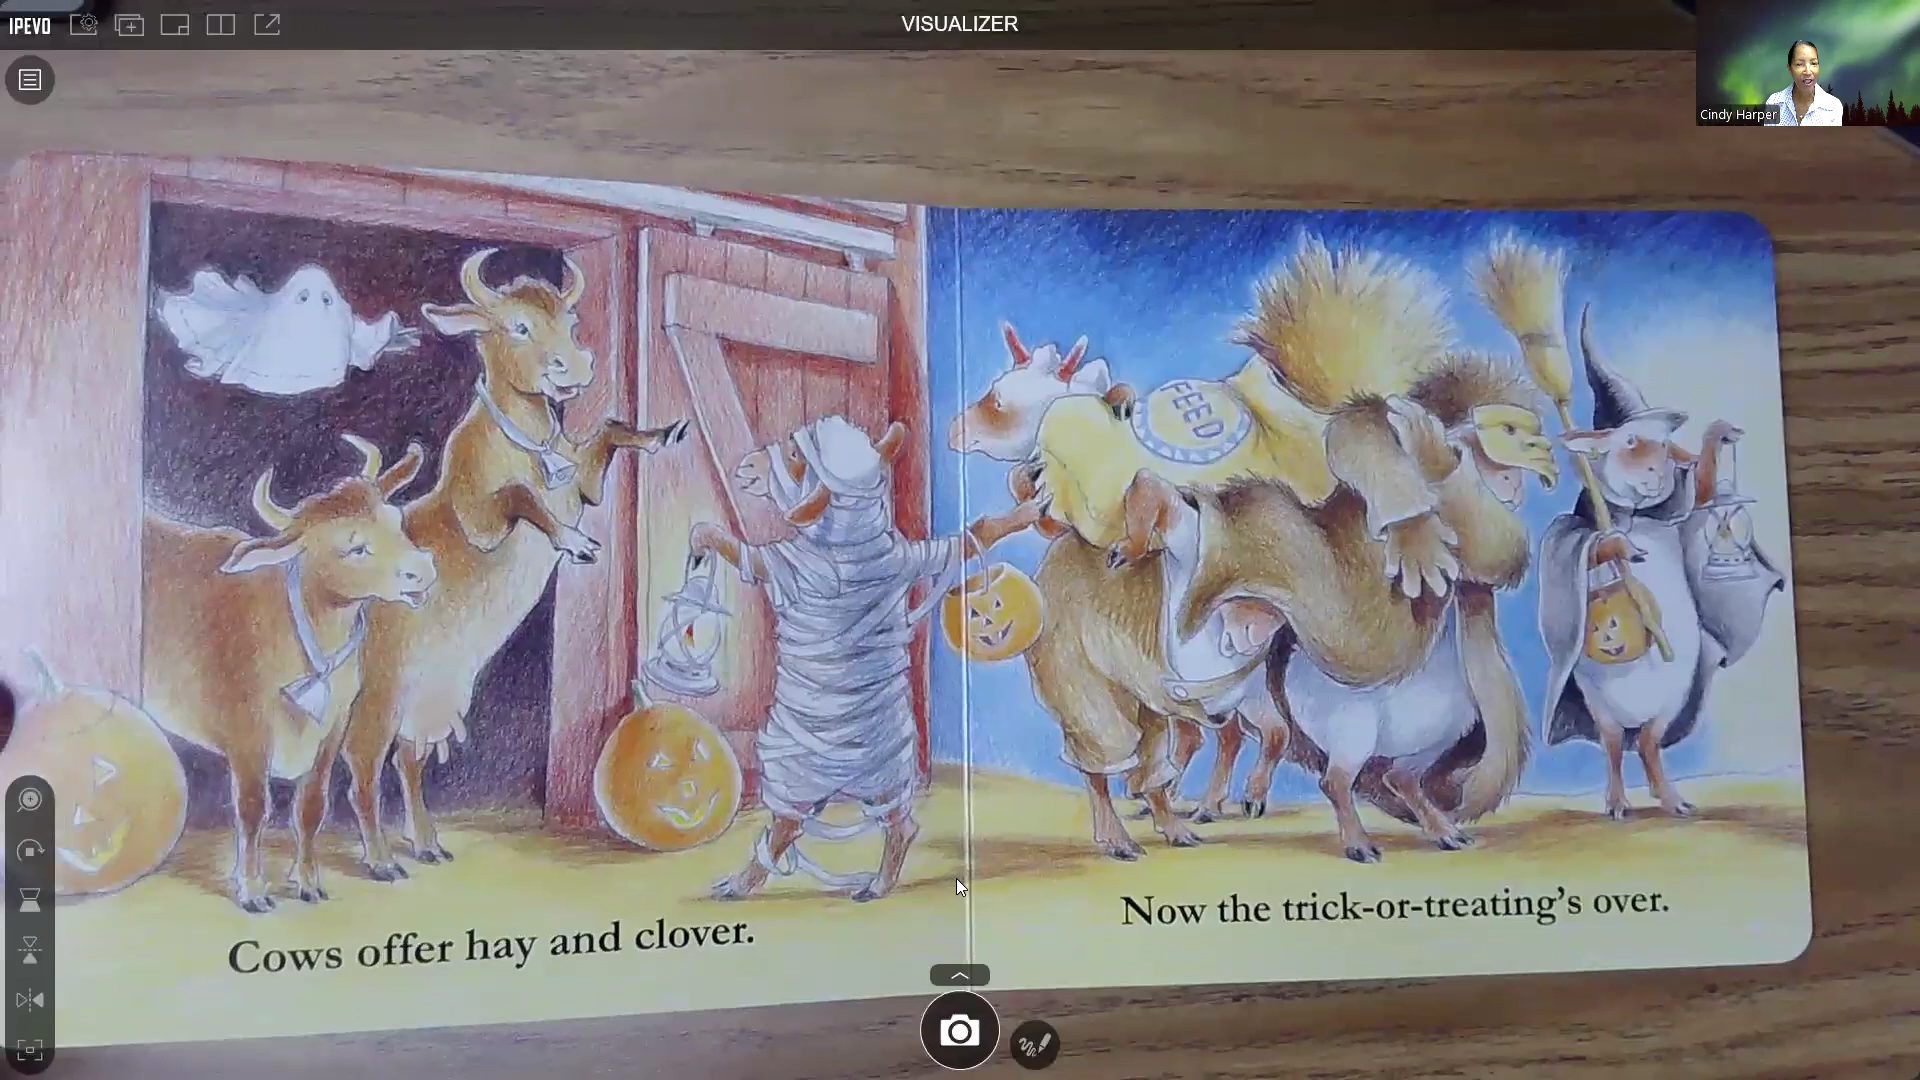 IPEVO
VISUALIZER
Cindy Harper
FEED
Cows offer hay and clover.
Now the trick-or-treating's over.